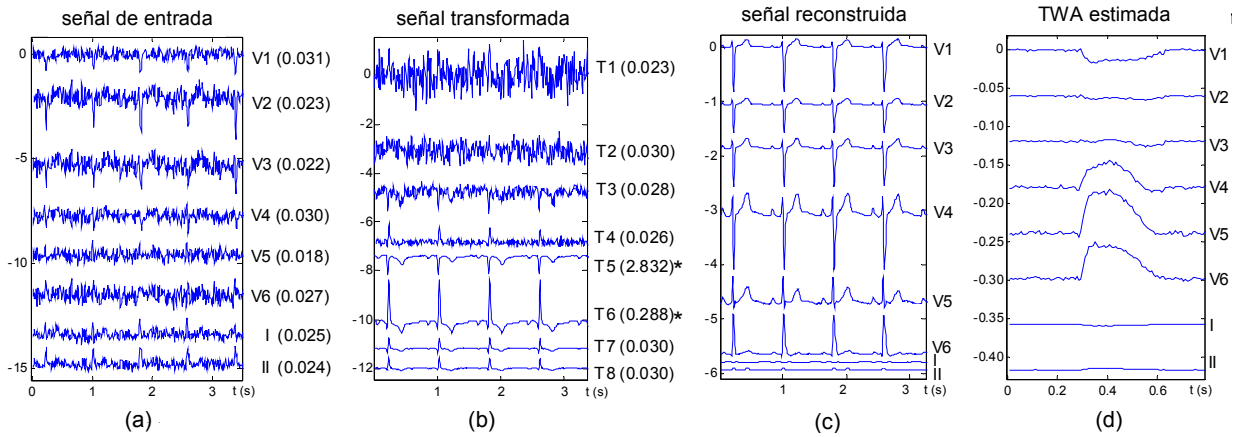 señal de entrada
0
-5
-10
-15
V1 (0.031)
V2 (0.023)
V3 (0.022)
V4 (0.030)
V5 (0.018)
V6 (0.027)
I (0.025)
II (0.024)
0 1 2 3 t (s)
(a)
señal transformada
0
-2
-4
-6
-8
-10
-12
T1 (0.023)
T2 (0.030)
T3 (0.028)
T4 (0.026)
T5 (2.832)*
T6 (0.288)*
T7 (0.030)
T8 (0.030)
0 1 2 3 t (s)
(b)
señal reconstruida
0
-1
-2
-3
-4
-5
-6
V1
V2
V3
V4
V5
V6
I
II
1 2 3 t (s)
(c)
TWA estimada
0
-0.05
-0.10
-0.15
-0.20
-0.25
-0.30
-0.35
-0.40
V1
V2
V3
V4
V5
V6
I
II
0 0.2 0.4 0.6 t (s)
(d)